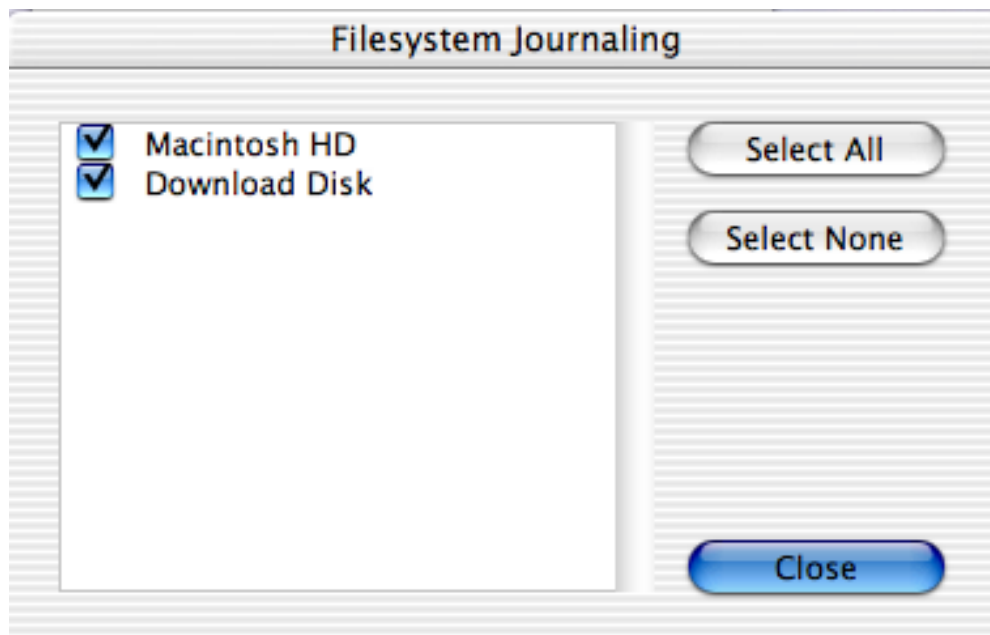 Filesystem Journaling
Macintosh HD
Download Disk
Select All
Select None
Close